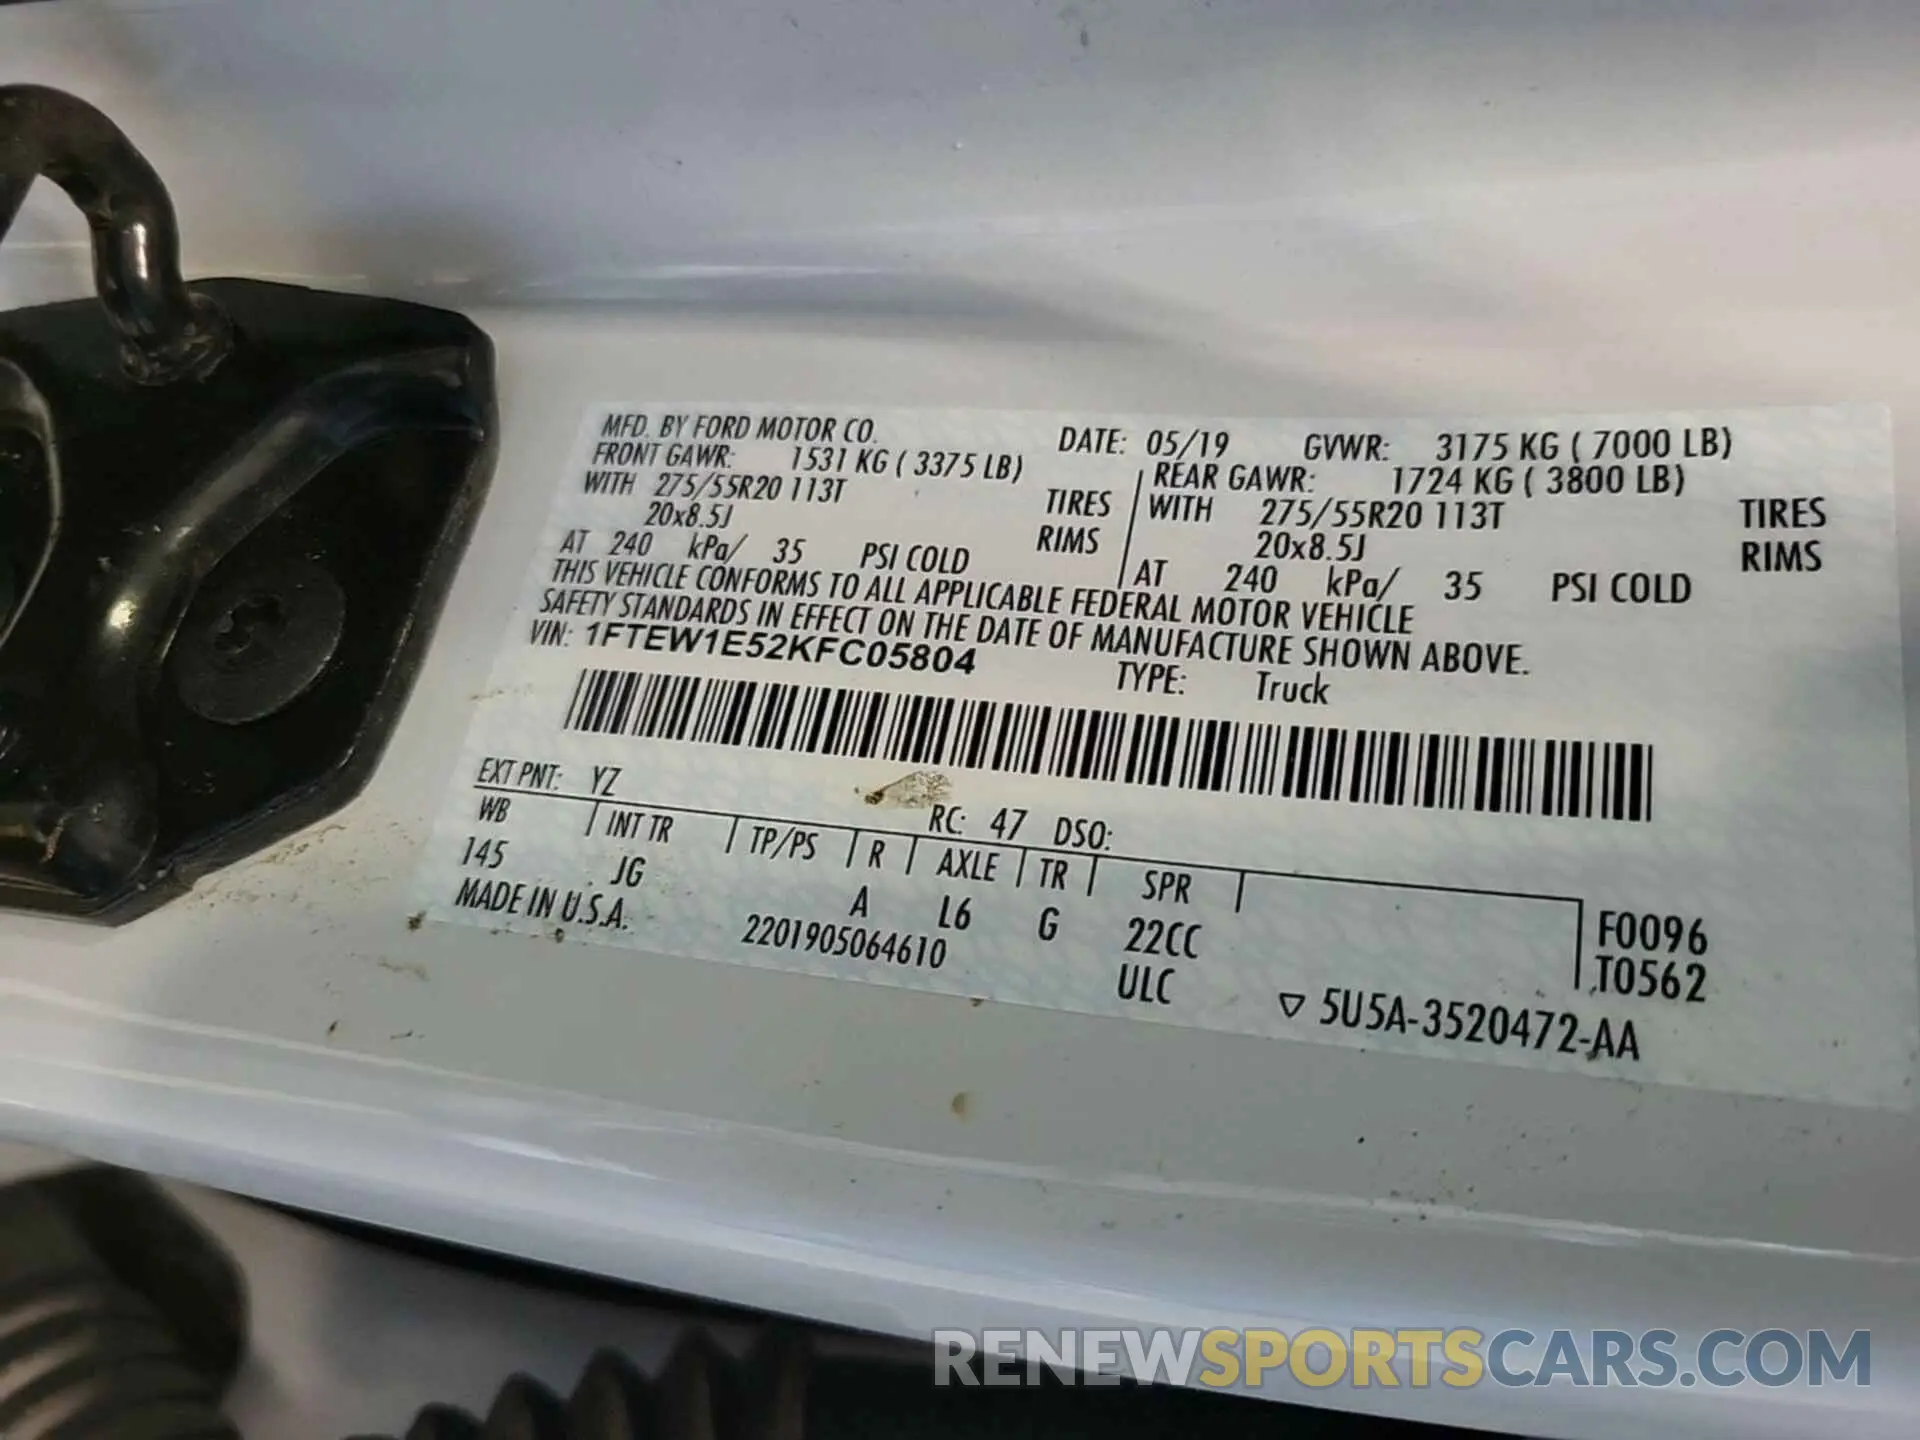 MFD. BY FORD MOTOR CO. DATE: 05/19 GVWR: 3175 KG ( 7000 LB)
FRONT GAWR: 1531 KG ( 3375 LB) REAR GAWR: 1724 KG ( 3800 LB)
WITH 275/55R20 113T TIRES WITH 275/55R20 113T TIRES
20x8.5J RIMS 20x8.5J RIMS
AT 240 kPa/ 35 PSI COLD AT 240 kPa/ 35 PSI COLD
THIS VEHICLE CONFORMS TO ALL APPLICABLE FEDERAL MOTOR VEHICLE
SAFETY STANDARDS IN EFFECT ON THE DATE OF MANUFACTURE SHOWN ABOVE.
VIN: 1FTEW1E52KFC05804 TYPE: Truck
EXT PNT: YZ RC: 47 DSO:
WB INT TR TP/PS R AXLE TR SPR
145 JG A L6 G 22CC F0096
MADE IN U.S.A. 2201905064610 ULC T0562
▽ 5U5A-3520472-AA
RENEWSPORTSCARS.COM